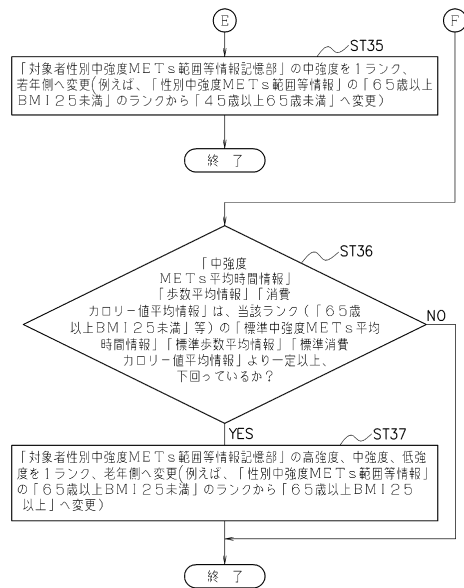 E
F
ST35
「対象者性別中強度METs範囲等情報記憶部」の中強度を1ランク、
若年側へ変更(例えば、「性別中強度METs範囲等情報」の「65歳以上
BMI25未満」のランクから「45歳以上65歳未満」へ変更)
終 了
ST36
「中強度
METs平均時間情報」
「歩数平均情報」「消費
カロリー値平均情報」は、当該ランク(「65歳
以上BMI25未満」等)の「標準中強度METs平均
時間情報」「標準歩数平均情報」「標準消費
カロリー値平均情報」より一定以上、
下回っているか?
NO
YES
ST37
「対象者性別中強度METs範囲等情報記憶部」の高強度、中強度、低強
度を1ランク、老年側へ変更(例えば、「性別中強度METs範囲等情報」
の「65歳以上BMI25未満」のランクから「65歳以上BMI25
以上」へ変更)
終 了